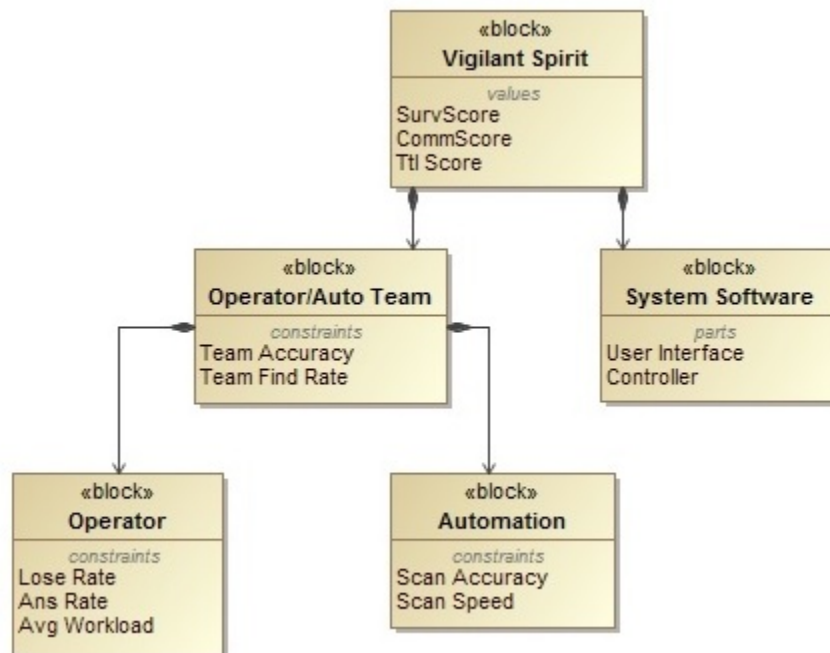 «block»
Vigilant Spirit
values
SurvScore
CommScore
Ttl Score
«block»
Operator/Auto Team
constraints
Team Accuracy
Team Find Rate
«block»
System Software
parts
User Interface
Controller
«block»
Operator
constraints
Lose Rate
Ans Rate
Avg Workload
«block»
Automation
constraints
Scan Accuracy
Scan Speed